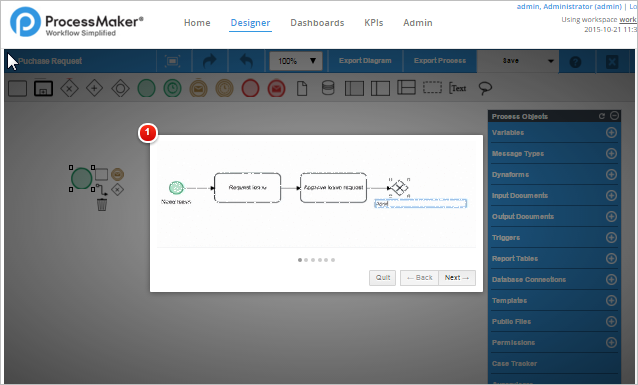 ProcessMaker®
Workflow Simplified
Home Designer Dashboards KPIs Admin
admin, Administrator (admin) | Lo
Using workspace work
2015-10-21 11:3
Puchase Request
100%
Export Diagram
Export Process
Save
?
Text
1
Request leave
Approve leave request
Quit
← Back
Next →
Process Objects
Variables
Message Types
Dynaforms
Input Documents
Output Documents
Triggers
Report Tables
Database Connections
Templates
Public Files
Permissions
Case Tracker